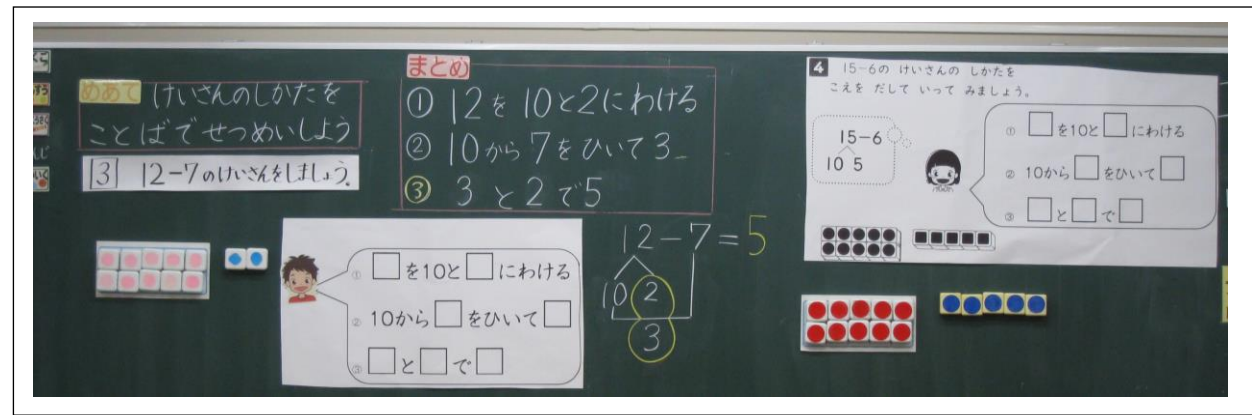 めあて けいさんのしかたを
ことばでせつめいしよう
3 12-7のけいさんをしましょう。
まとめ
① 12を10と2にわける
② 10から7をひいて3
③ 3と2で5
① □を10と□にわける
② 10から□をひいて□
③ □と□で□
12-7=5
10 2
3
4 15-6の けいさんの しかたを
こえを だして いって みましょう。
15-6
10 5
① □を10と□にわける
② 10から□をひいて□
③ □と□で□